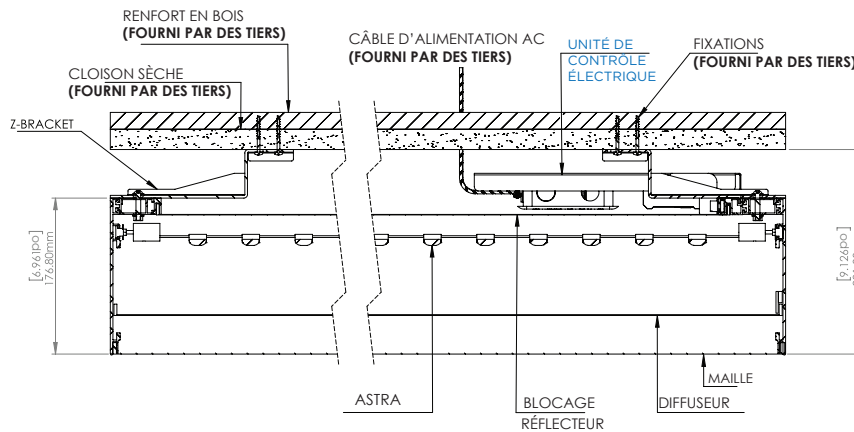 RENFORT EN BOIS
(FOURNI PAR DES TIERS)
CÂBLE D'ALIMENTATION AC
(FOURNI PAR DES TIERS)
UNITÉ DE
CONTRÔLE
ÉLECTRIQUE
FIXATIONS
(FOURNI PAR DES TIERS)
CLOISON SÈCHE
(FOURNI PAR DES TIERS)
Z-BRACKET
[6.961po]
176.80mm
[9.126po]
MAILLE
ASTRA
BLOCAGE
RÉFLECTEUR
DIFFUSEUR